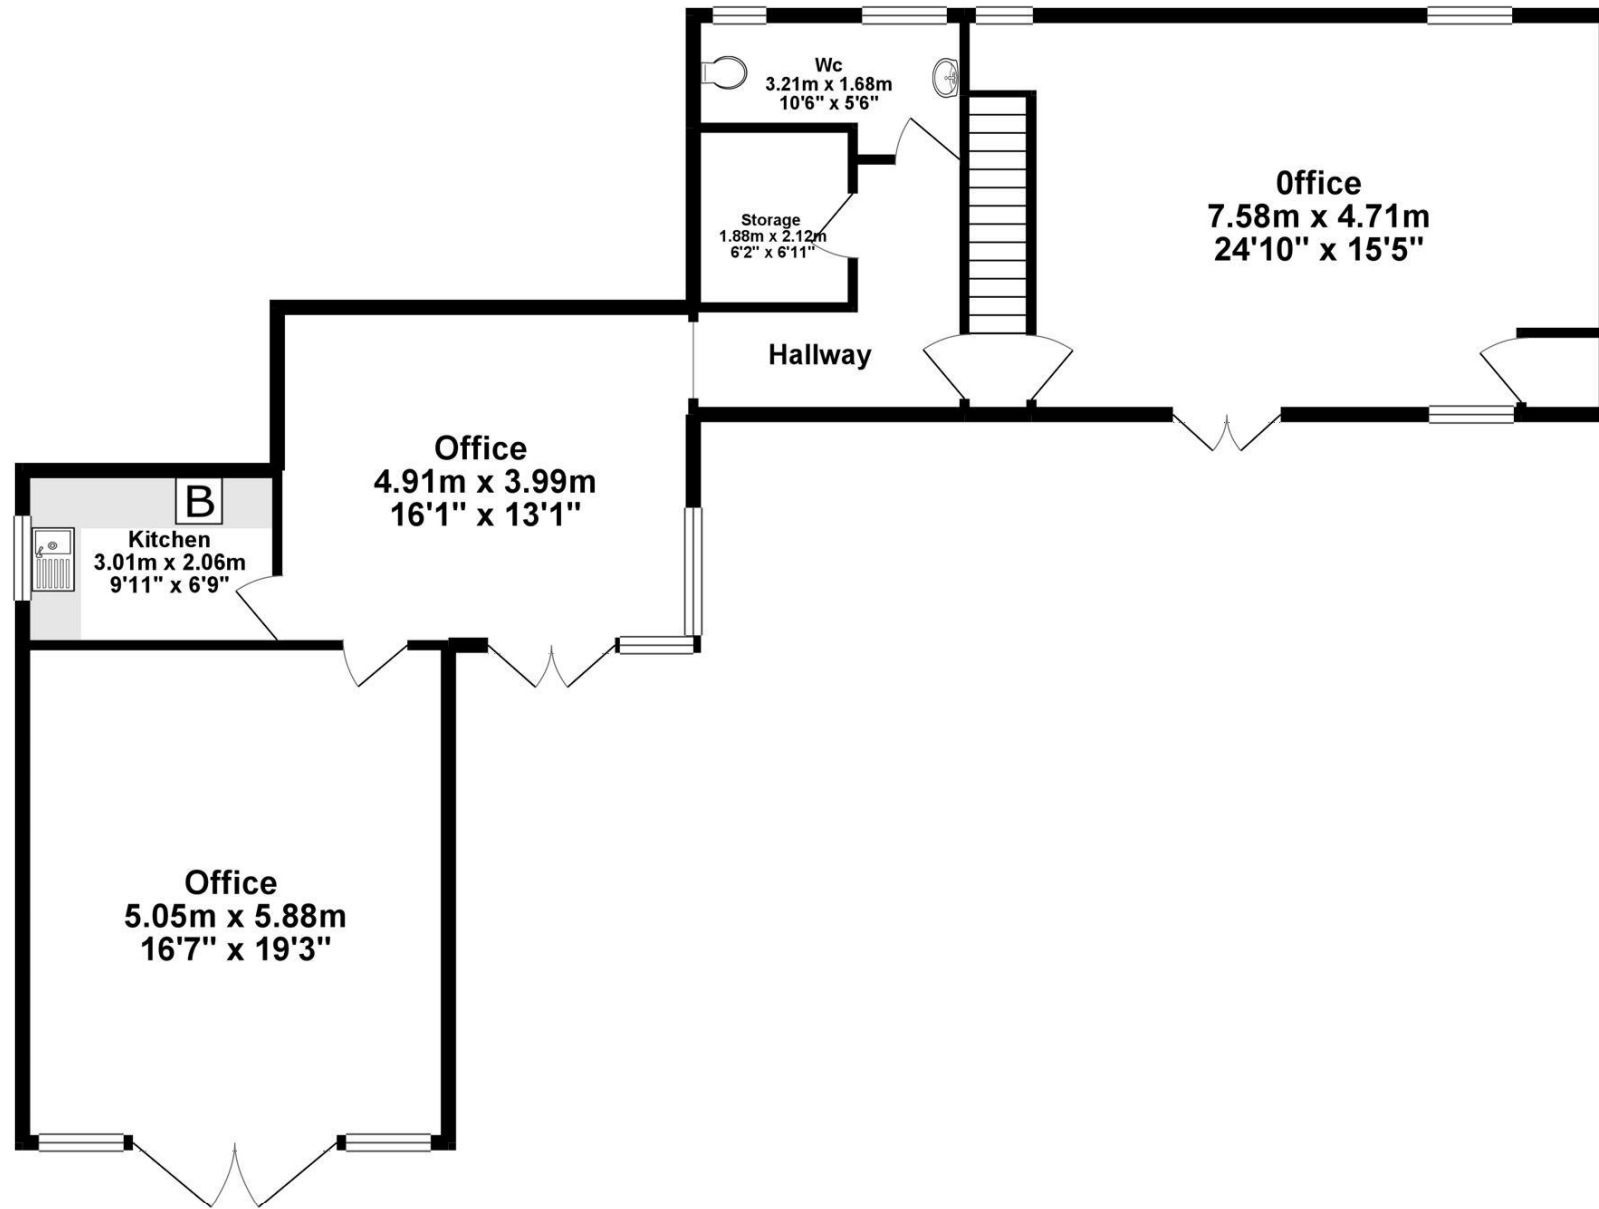 Wc
3.21m x 1.68m
10'6" x 5'6"
0ffice
7.58m x 4.71m
24'10" x 15'5"
Storage
1.88m x 2.12m
6'2" x 6'11"
Hallway
Office
4.91m x 3.99m
16'1" x 13'1"
B
Kitchen
3.01m x 2.06m
9'11" x 6'9"
Office
5.05m x 5.88m
16'7" x 19'3"